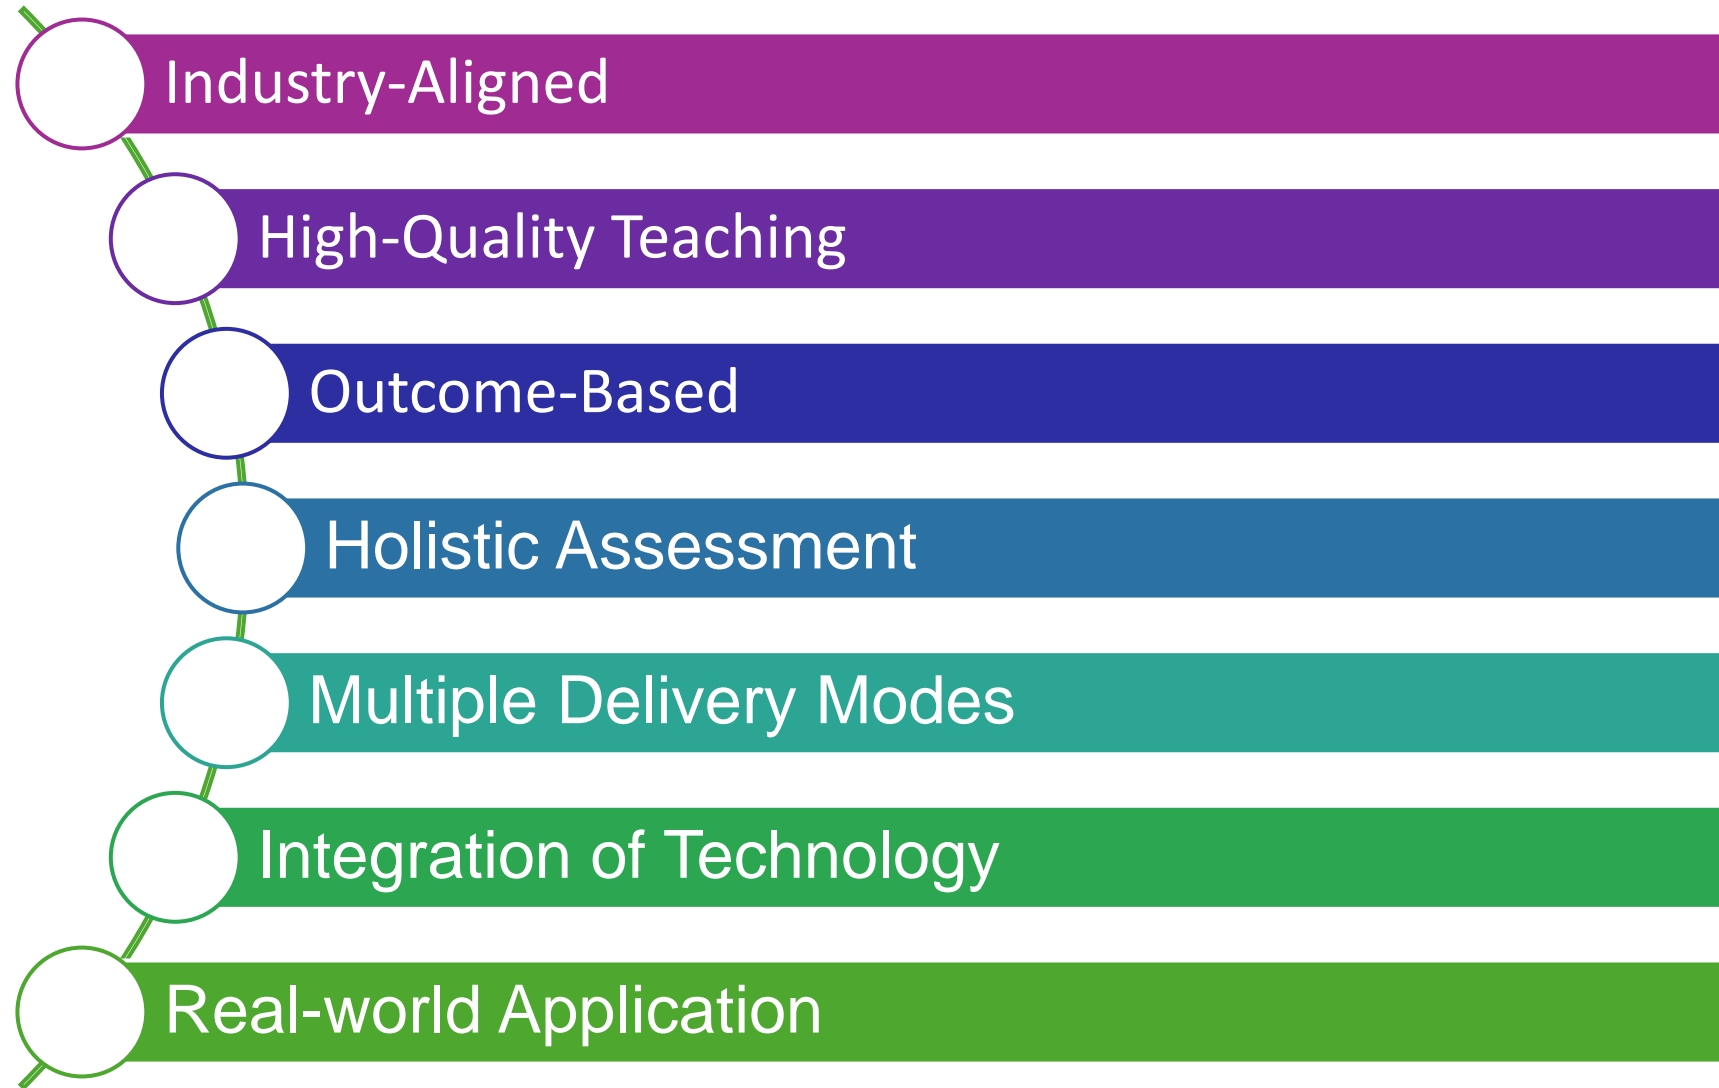 Industry-Aligned
High-Quality Teaching
Outcome-Based
Holistic Assessment
Multiple Delivery Modes
Integration of Technology
Real-world Application